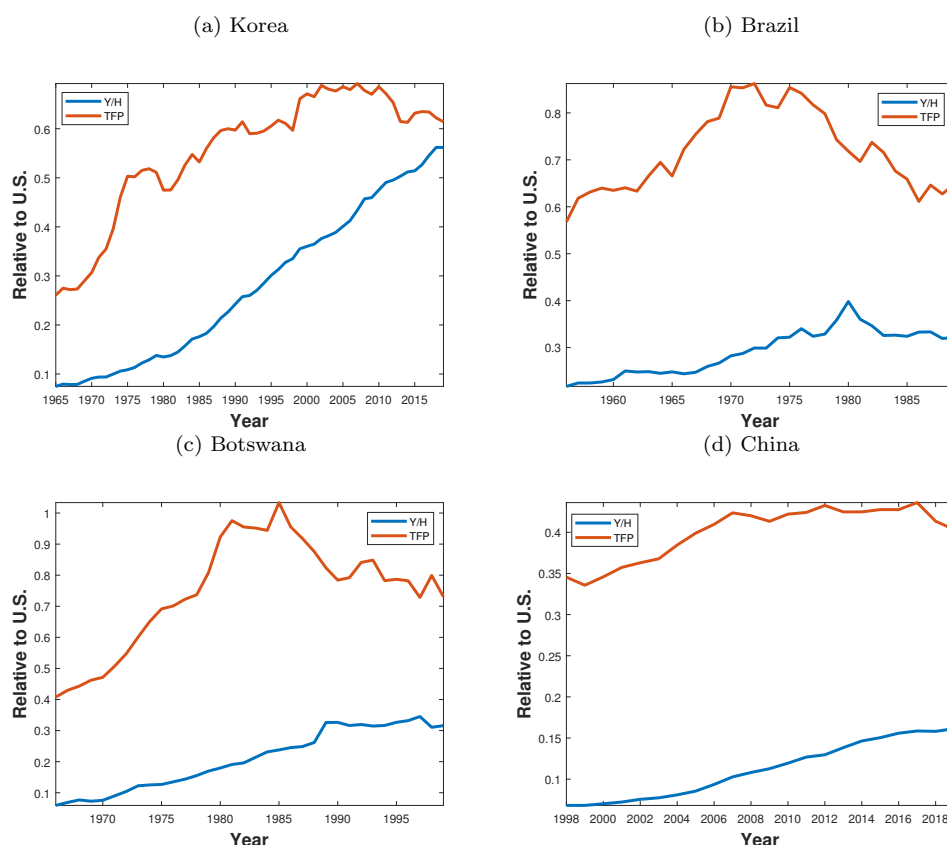 (a) Korea
Y/H
TFP
Relative to U.S.
0.6
0.5
0.4
0.3
0.2
0.1
1965 1970 1975 1980 1985 1990 1995 2000 2005 2010 2015
Year
(b) Brazil
Y/H
TFP
Relative to U.S.
0.8
0.7
0.6
0.5
0.4
0.3
1960 1965 1970 1975 1980 1985
Year
(c) Botswana
Y/H
TFP
Relative to U.S.
1
0.9
0.8
0.7
0.6
0.5
0.4
0.3
0.2
0.1
1970 1975 1980 1985 1990 1995
Year
(d) China
Y/H
TFP
Relative to U.S.
0.4
0.35
0.3
0.25
0.2
0.15
0.1
1998 2000 2002 2004 2006 2008 2010 2012 2014 2016 2018
Year